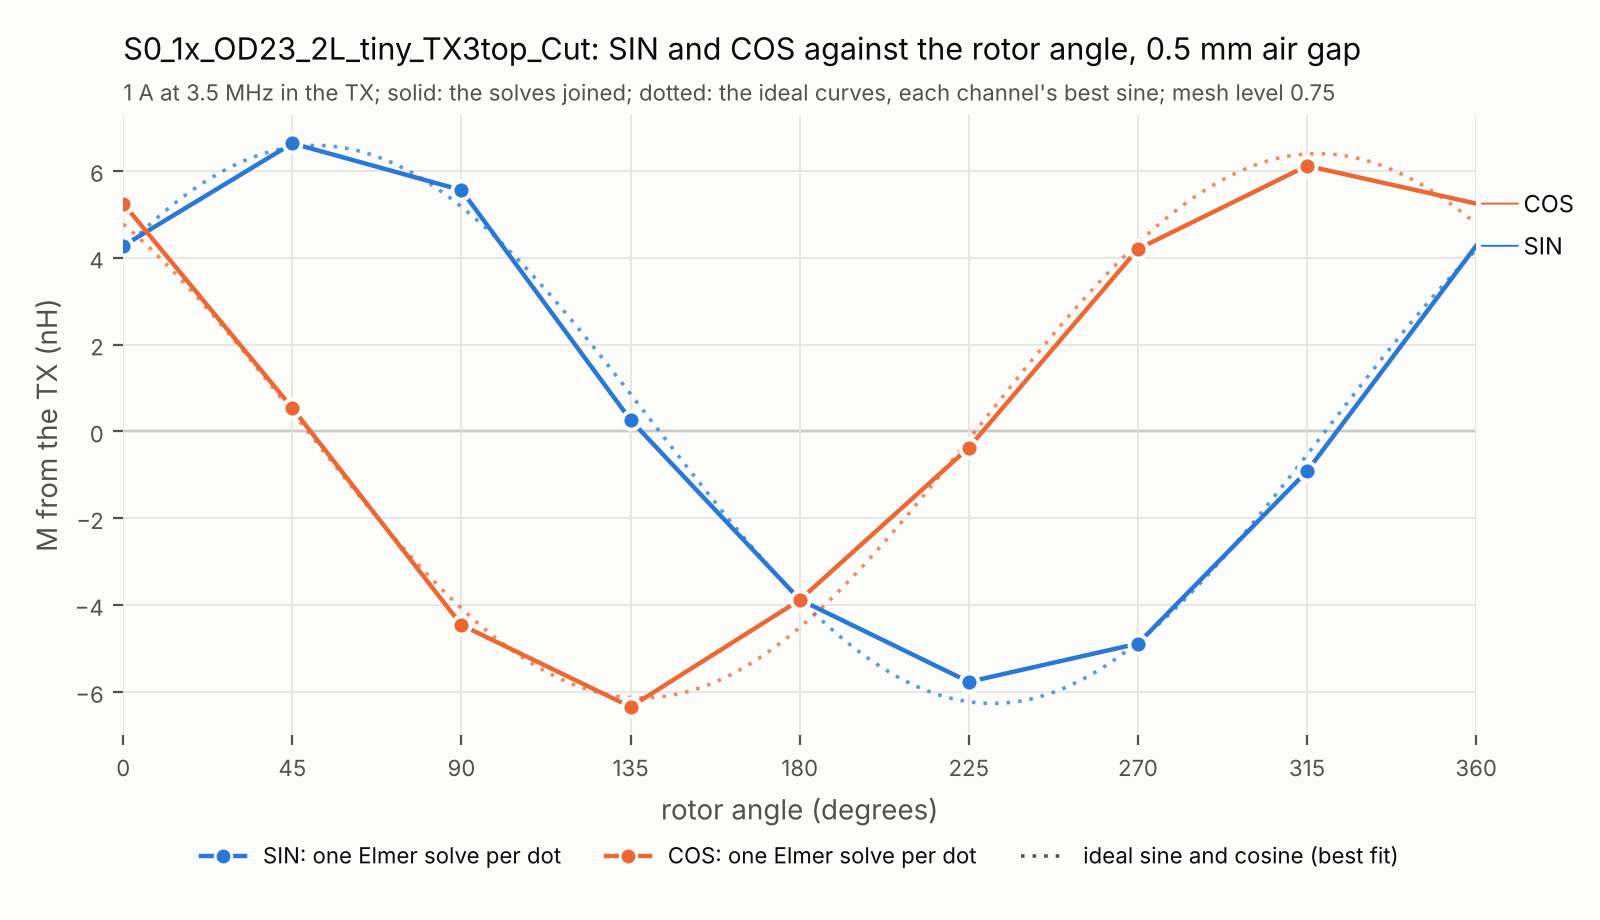 S0_1x_OD23_2L_tiny_TX3top_Cut: SIN and COS against the rotor angle, 0.5 mm air gap
1 A at 3.5 MHz in the TX; solid: the solves joined; dotted: the ideal curves, each channel's best sine; mesh level 0.75
M from the TX (nH)
6
4
2
0
−2
−4
−6
COS
SIN
0 45 90 135 180 225 270 315 360
rotor angle (degrees)
SIN: one Elmer solve per dot COS: one Elmer solve per dot ideal sine and cosine (best fit)